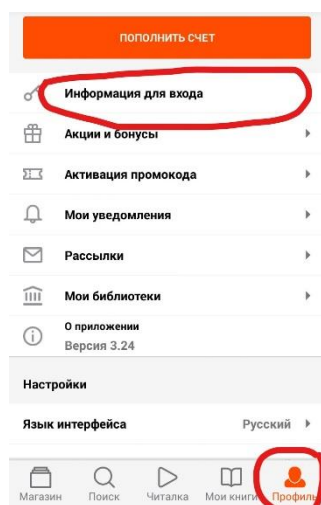 ПОПОЛНИТЬ СЧЕТ
Информация для входа
Акции и бонусы
Активация промокода
Мои уведомления
Рассылки
Мои библиотеки
О приложении
Версия 3.24
Настройки
Язык интерфейса Русский
Магазин Поиск Читалка Мои книги Профиль